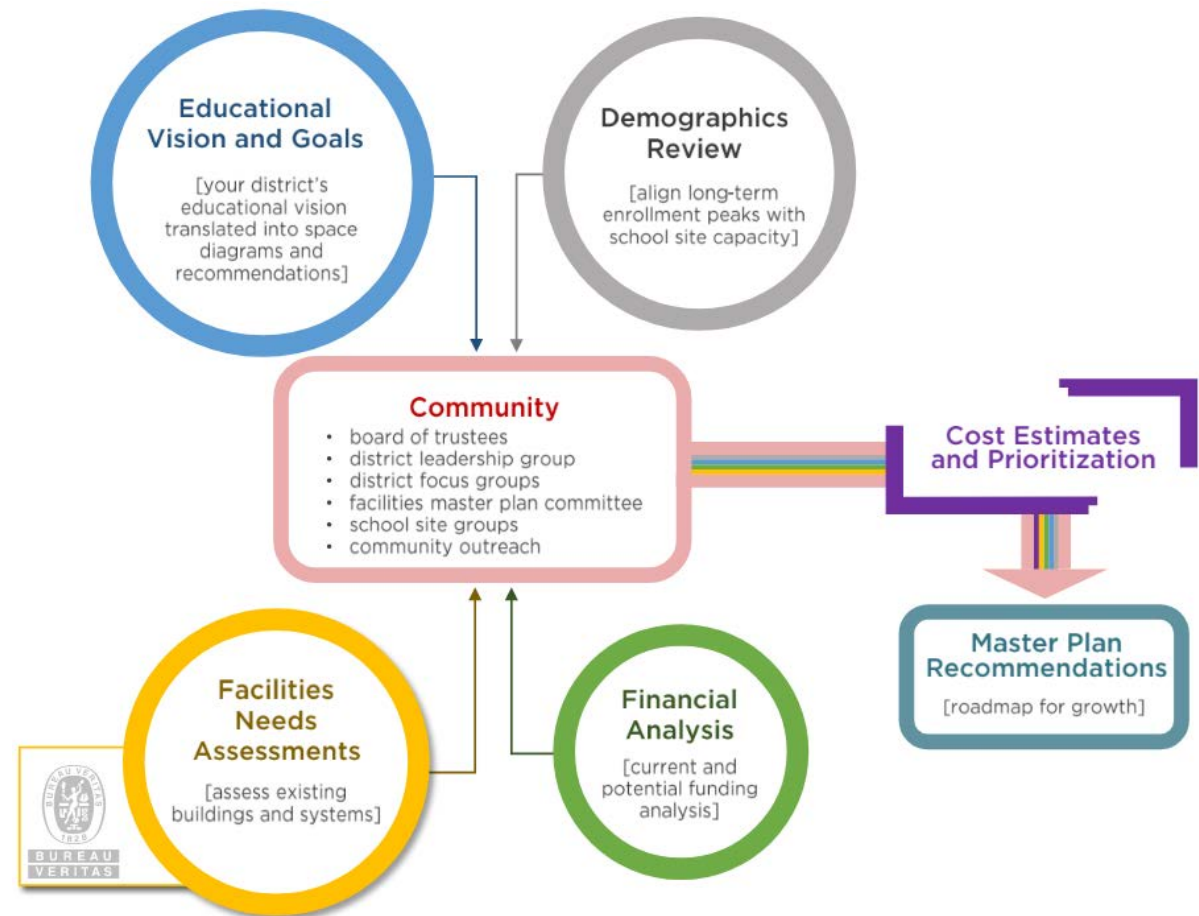 Educational
Vision and Goals
[your district's
educational vision
translated into space
diagrams and
recommendations]
Demographics
Review
[align long-term
enrollment peaks with
school site capacity]
Community
• board of trustees
• district leadership group
• district focus groups
• facilities master plan committee
• school site groups
• community outreach
Cost Estimates
and Prioritization
Master Plan
Recommendations
[roadmap for growth]
Facilities
Needs
Assessments
[assess existing
buildings and systems]
Financial
Analysis
[current and
potential funding
analysis]
BUREAU VERITAS
1828
BUREAU
VERITAS